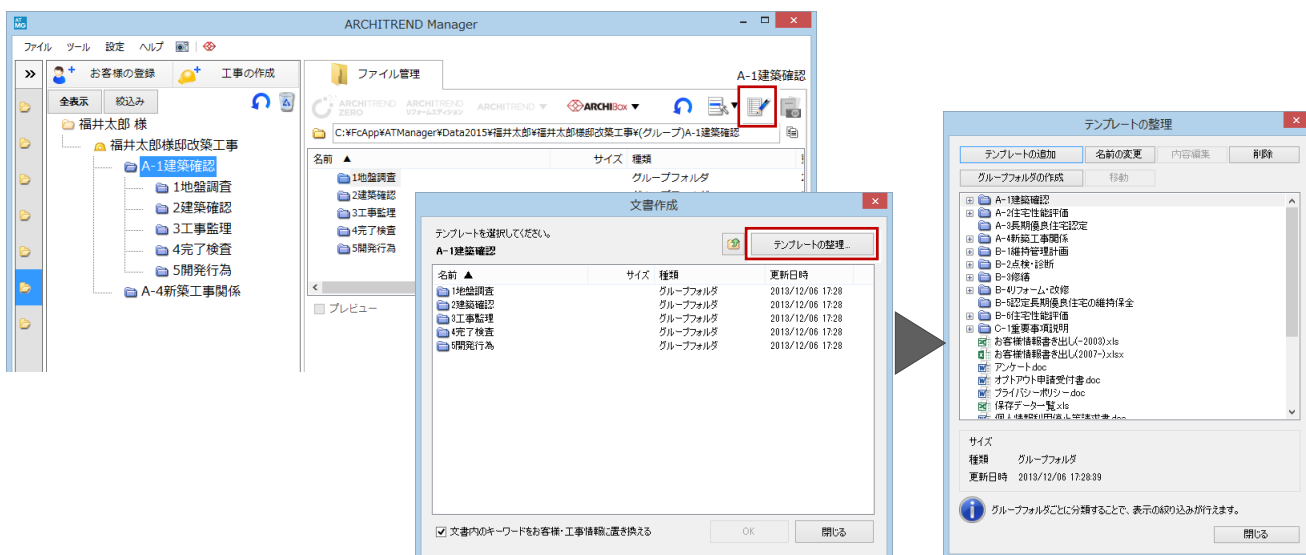 AT
MG
ARCHITREND Manager
ファイル ツール 設定 ヘルプ
お客様の登録 工事の作成
全表示 絞込み
福井太郎 様
福井太郎様邸改築工事
A-1建築確認
1地盤調査
2建築確認
3工事監理
4完了検査
5開発行為
A-4新築工事関係
ファイル管理
A-1建築確認
ARCHITREND ZERO
ARCHITREND リフォームエディション
ARCHITREND ▼
ARCHIBox ▼
C:¥FcApp¥ATManager¥Data2015¥福井太郎¥福井太郎様邸改築工事¥(グループ)A-1建築確認
名前 ▲ サイズ 種類
1地盤調査 グループフォルダ
2建築確認
3工事監理
4完了検査
5開発行為
プレビュー
文書作成
テンプレートを選択してください。
A-1建築確認
テンプレートの整理...
名前 ▲ サイズ 種類 更新日時
1地盤調査 グループフォルダ 2013/12/06 17:28
2建築確認 グループフォルダ 2013/12/06 17:28
3工事監理 グループフォルダ 2013/12/06 17:28
4完了検査 グループフォルダ 2013/12/06 17:28
5開発行為 グループフォルダ 2013/12/06 17:28
文書内のキーワードをお客様・工事情報に置き換える
OK 閉じる
テンプレートの整理
テンプレートの追加 名前の変更 内容編集 削除
グループフォルダの作成 移動
A-1建築確認
A-2住宅性能評価
A-3長期優良住宅認定
A-4新築工事関係
B-1維持管理計画
B-2点検・診断
B-3修繕
B-4リフォーム・改修
B-5認定長期優良住宅の維持保全
B-6住宅性能評価
C-1重要事項説明
お客様情報書き出し(-2003).xls
お客様情報書き出し(2007-).xlsx
アンケート.doc
オプトアウト申請受付書.doc
プライバシーポリシー.doc
保存データ一覧.xls
サイズ
種類 グループフォルダ
更新日時 2013/12/06 17:28:39
グループフォルダごとに分類することで、表示の絞り込みが行えます。
閉じる